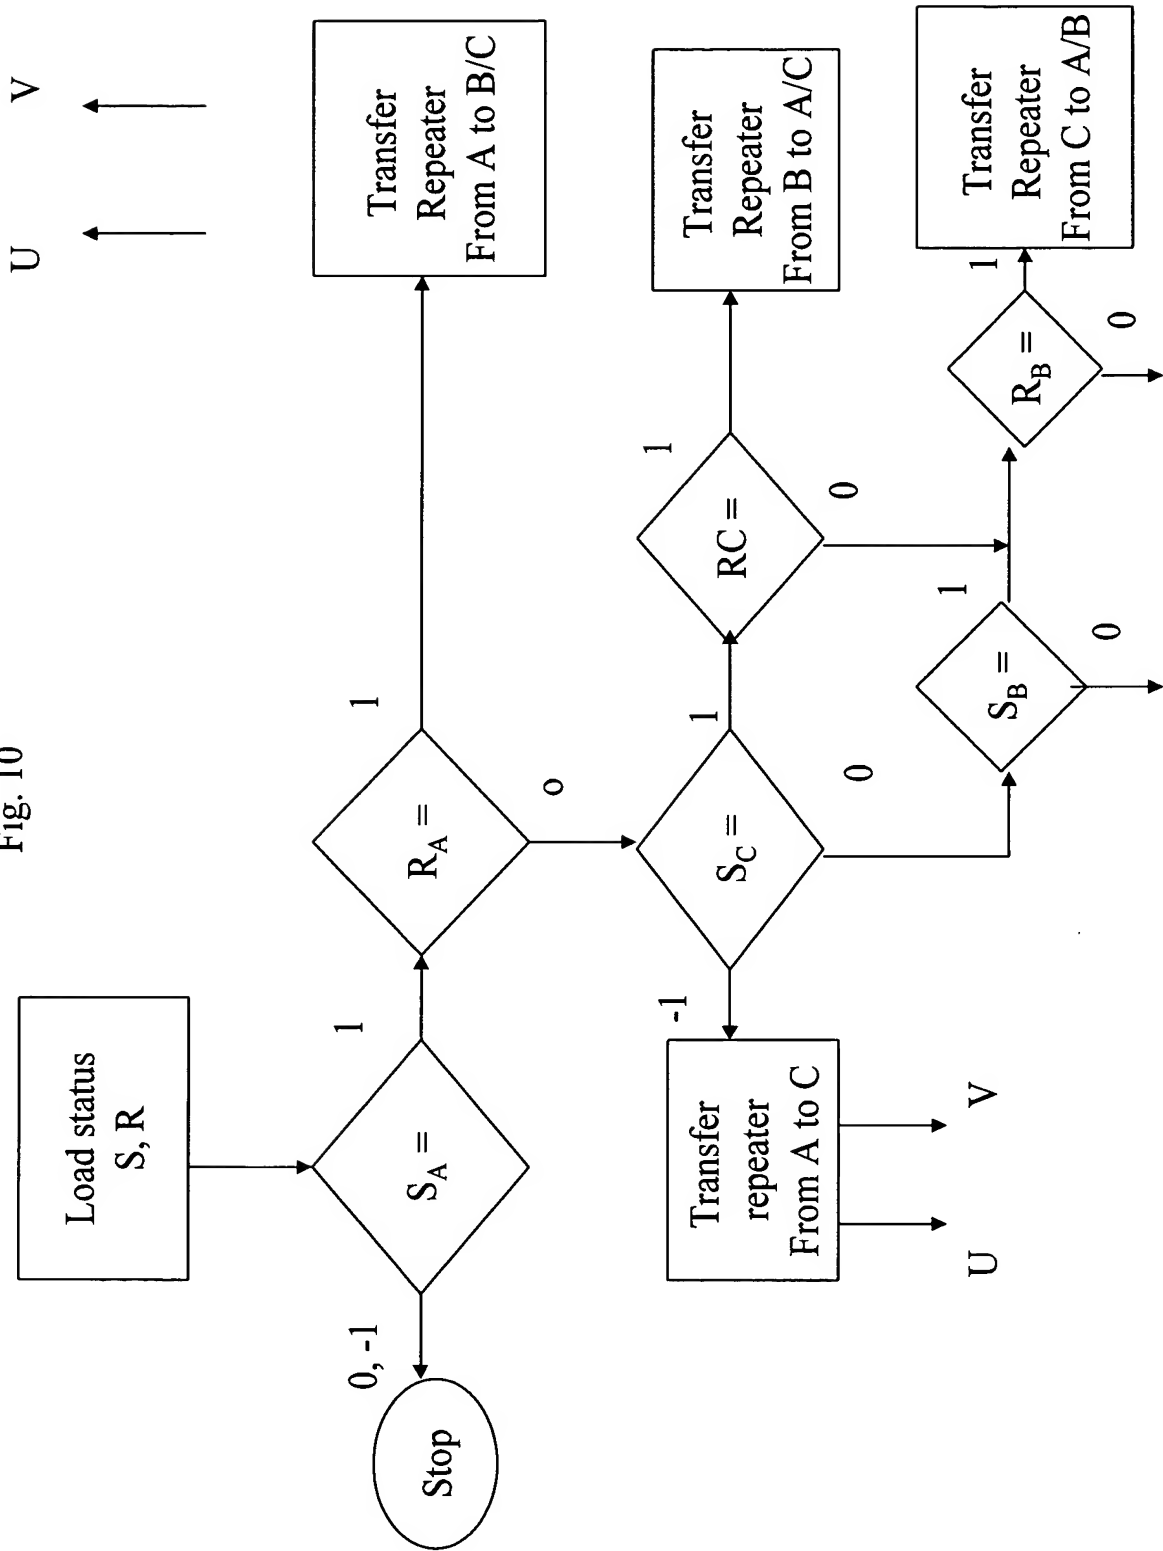 Fig. 10
Load status
S, R
0, -1
S_A =
1
R_A =
1
Transfer
Repeater
From A to B/C
U
V
Stop
o
-1
S_C =
1
RC =
1
Transfer
Repeater
From B to A/C
Transfer
repeater
From A to C
0
0
U
V
S_B =
1
R_B =
1
Transfer
Repeater
From C to A/B
0
0